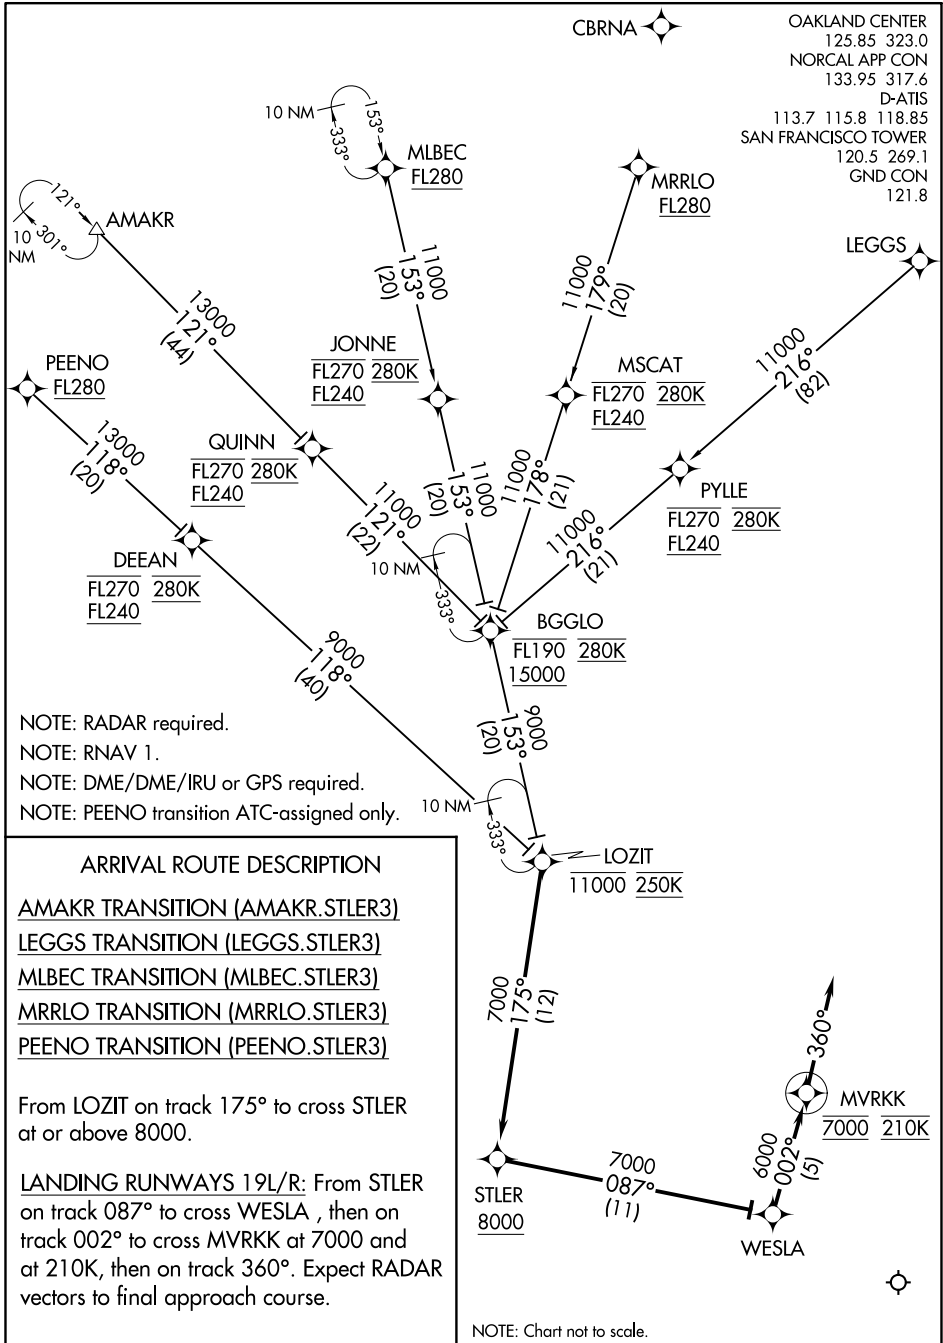 CBRNA
OAKLAND CENTER
125.85 323.0
NORCAL APP CON
133.95 317.6
D-ATIS
113.7 115.8 118.85
SAN FRANCISCO TOWER
120.5 269.1
GND CON
121.8
10 NM
153°
333°
MLBEC
FL280
MRRLO
FL280
121°
301°
10
NM
AMAKR
LEGGS
11000
153°
(20)
11000
179°
(20)
13000
121°
(44)
11000
216°
(82)
PEENO
FL280
JONNE
FL270 280K
FL240
MSCAT
FL270 280K
FL240
13000
118°
(20)
QUINN
FL270 280K
FL240
11000
121°
(22)
11000
153°
(20)
11000
178°
(21)
PYLLE
FL270 280K
FL240
11000
216°
(21)
DEEAN
FL270 280K
FL240
10 NM
333°
BGGLO
FL190 280K
15000
9000
118°
(40)
9000
153°
(20)
NOTE: RADAR required.
NOTE: RNAV 1.
NOTE: DME/DME/IRU or GPS required.
NOTE: PEENO transition ATC-assigned only.
10 NM
333°
LOZIT
11000 250K
ARRIVAL ROUTE DESCRIPTION
AMAKR TRANSITION (AMAKR.STLER3)
LEGGS TRANSITION (LEGGS.STLER3)
MLBEC TRANSITION (MLBEC.STLER3)
MRRLO TRANSITION (MRRLO.STLER3)
PEENO TRANSITION (PEENO.STLER3)
From LOZIT on track 175° to cross STLER
at or above 8000.
LANDING RUNWAYS 19L/R: From STLER
on track 087° to cross WESLA , then on
track 002° to cross MVRKK at 7000 and
at 210K, then on track 360°. Expect RADAR
vectors to final approach course.
7000
175°
(12)
360°
MVRKK
7000 210K
6000
002°
(5)
STLER
8000
7000
087°
(11)
WESLA
NOTE: Chart not to scale.